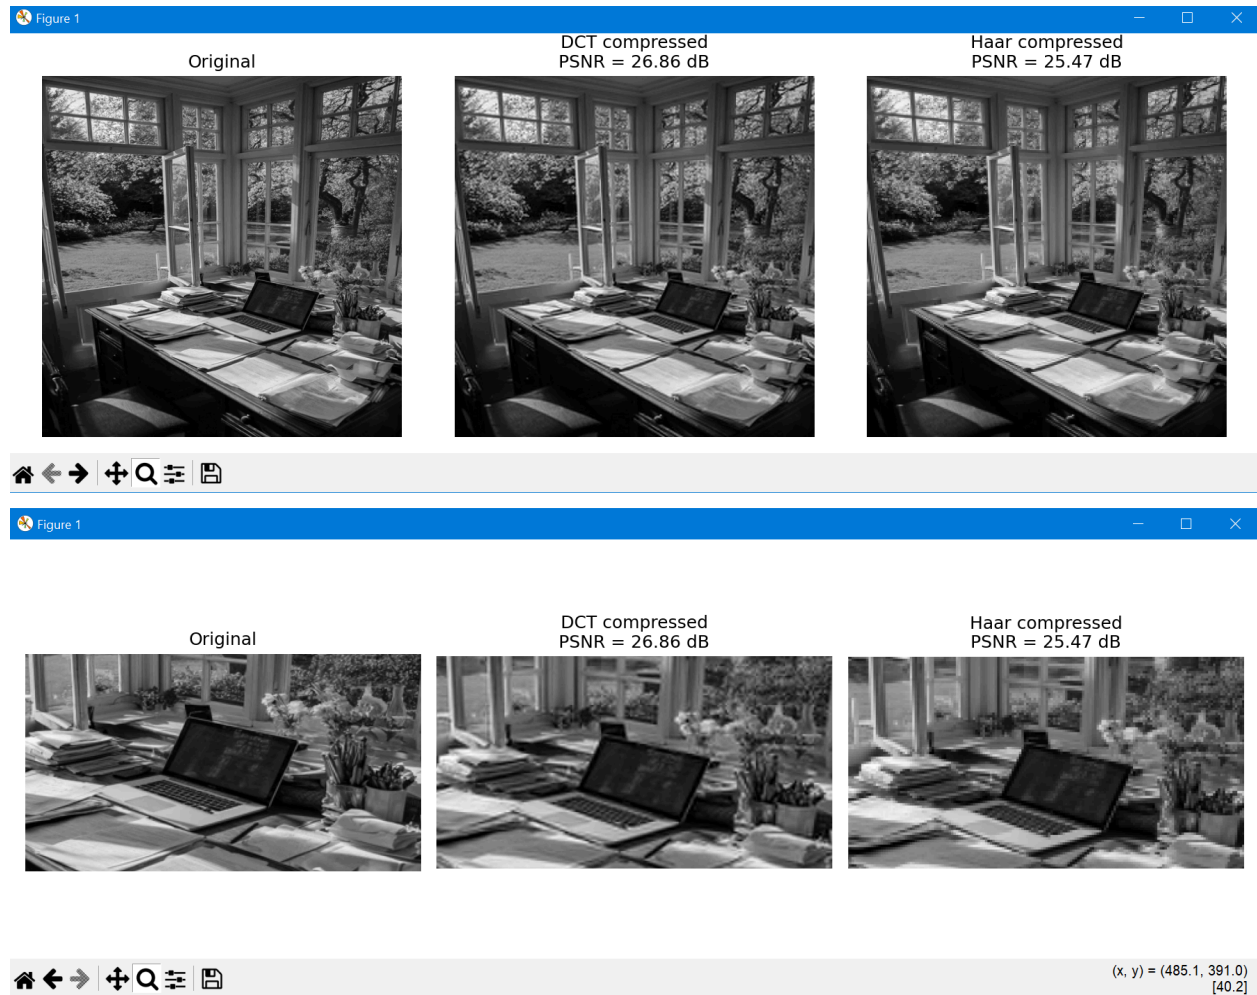 Figure 1
Original
DCT compressed
PSNR = 26.86 dB
Haar compressed
PSNR = 25.47 dB
Figure 1
Original
DCT compressed
PSNR = 26.86 dB
Haar compressed
PSNR = 25.47 dB
(x, y) = (485.1, 391.0)
[40.2]